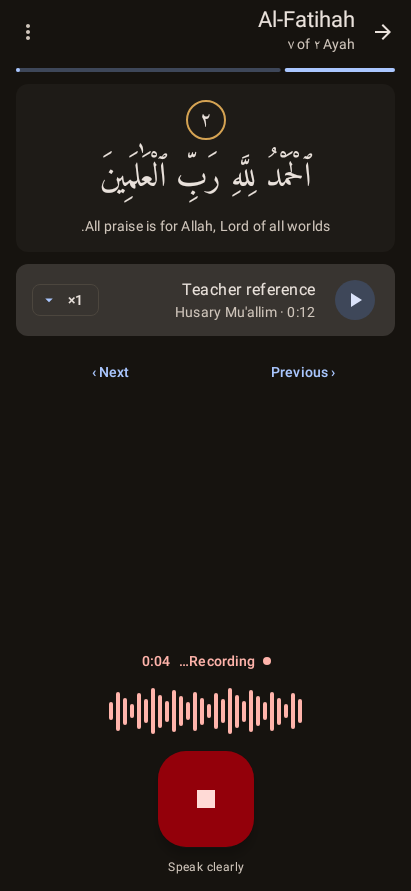 Al-Fatihah
Ayah ٢ of ٧
٢
ٱلْحَمْدُ لِلَّهِ رَبِّ ٱلْعَٰلَمِينَ
All praise is for Allah, Lord of all worlds.
Teacher reference
Husary Mu'allim · 0:12
×1
Previous ›
‹ Next
Recording…
0:04
Speak clearly